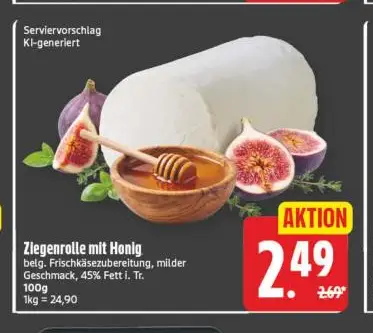 Serviervorschlag
KI-generiert
AKTION
Ziegenrolle mit Honig
belg. Frischkäsezubereitung, milder
Geschmack, 45% Fett i. Tr.
100g
1kg = 24,90
2.49
2.69*